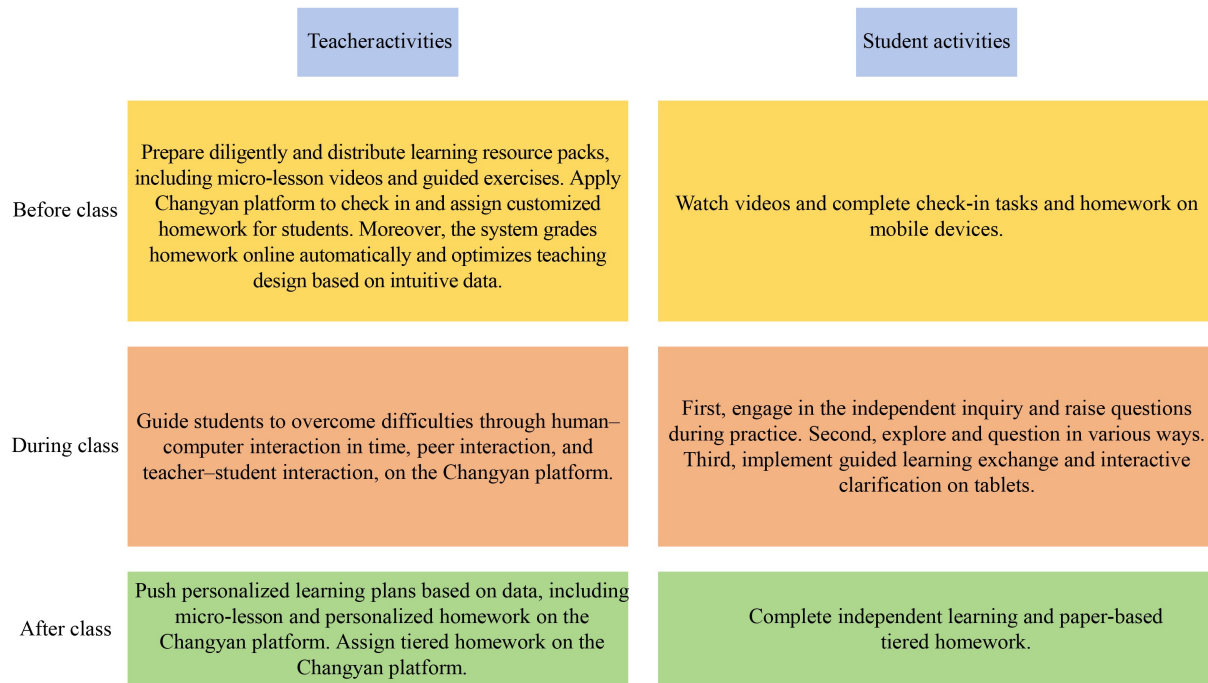 Teacheractivities
Student activities
Before class
Prepare diligently and distribute learning resource packs,
including micro-lesson videos and guided exercises. Apply
Changyan platform to check in and assign customized
homework for students. Moreover, the system grades
homework online automatically and optimizes teaching
design based on intuitive data.
Watch videos and complete check-in tasks and homework on
mobile devices.
During class
Guide students to overcome difficulties through human–
computer interaction in time, peer interaction, and
teacher–student interaction, on the Changyan platform.
First, engage in the independent inquiry and raise questions
during practice. Second, explore and question in various ways.
Third, implement guided learning exchange and interactive
clarification on tablets.
After class
Push personalized learning plans based on data, including
micro-lesson and personalized homework on the
Changyan platform. Assign tiered homework on the
Changyan platform.
Complete independent learning and paper-based
tiered homework.